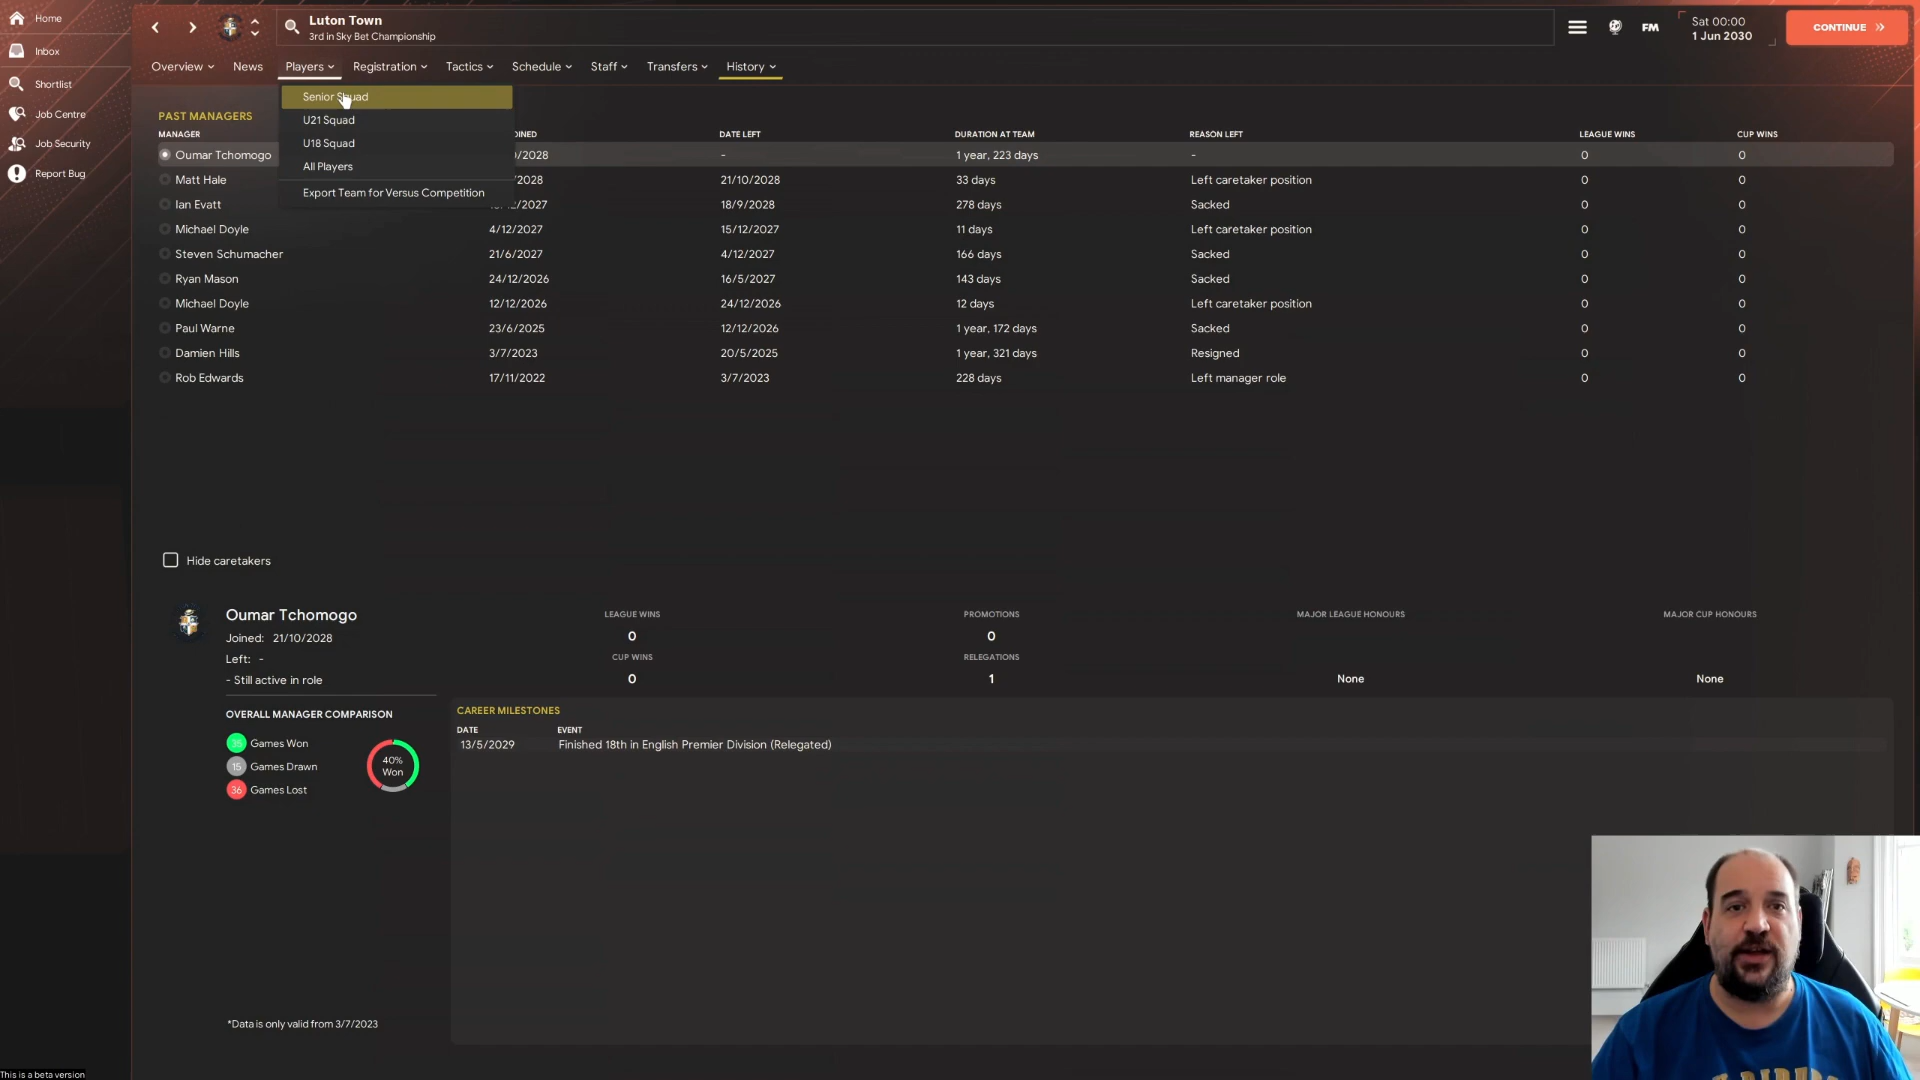 Home
Inbox
Shortlist
Job Centre
Job Security
Report Bug
Luton Town
3rd in Sky Bet Championship
FM
Sat 00:00
1 Jun 2030
CONTINUE
Overview
News
Players
Registration
Tactics
Schedule
Staff
Transfers
History
Senior Squad
U21 Squad
U18 Squad
All Players
Export Team for Versus Competition
PAST MANAGERS
MANAGER DATE LEFT DURATION AT TEAM REASON LEFT LEAGUE WINS CUP WINS
Oumar Tchomogo /2028 - 1 year, 223 days - 0 0
Matt Hale /2028 21/10/2028 33 days Left caretaker position 0 0
Ian Evatt /2027 18/9/2028 278 days Sacked 0 0
Michael Doyle 4/12/2027 15/12/2027 11 days Left caretaker position 0 0
Steven Schumacher 21/6/2027 4/12/2027 166 days Sacked 0 0
Ryan Mason 24/12/2026 16/5/2027 143 days Sacked 0 0
Michael Doyle 12/12/2026 24/12/2026 12 days Left caretaker position 0 0
Paul Warne 23/6/2025 12/12/2026 1 year, 172 days Sacked 0 0
Damien Hills 3/7/2023 20/5/2025 1 year, 321 days Resigned 0 0
Rob Edwards 17/11/2022 3/7/2023 228 days Left manager role 0 0
Hide caretakers
Oumar Tchomogo
Joined: 21/10/2028
Left: -
- Still active in role
LEAGUE WINS PROMOTIONS MAJOR LEAGUE HONOURS MAJOR CUP HONOURS
0 0
CUP WINS RELEGATIONS
0 1 None None
OVERALL MANAGER COMPARISON
Games Won
15 Games Drawn
36 Games Lost
40%
Won
CAREER MILESTONES
DATE EVENT
13/5/2029 Finished 18th in English Premier Division (Relegated)
*Data is only valid from 3/7/2023
This is a beta version